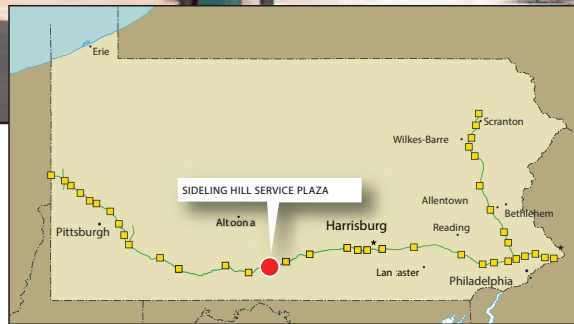 Erie
Scranton
Wilkes-Barre
SIDELING HILL SERVICE PLAZA
Allentown
Bethlehem
Altoona
Harrisburg
Reading
Pittsburgh
Lancaster
Philadelphia